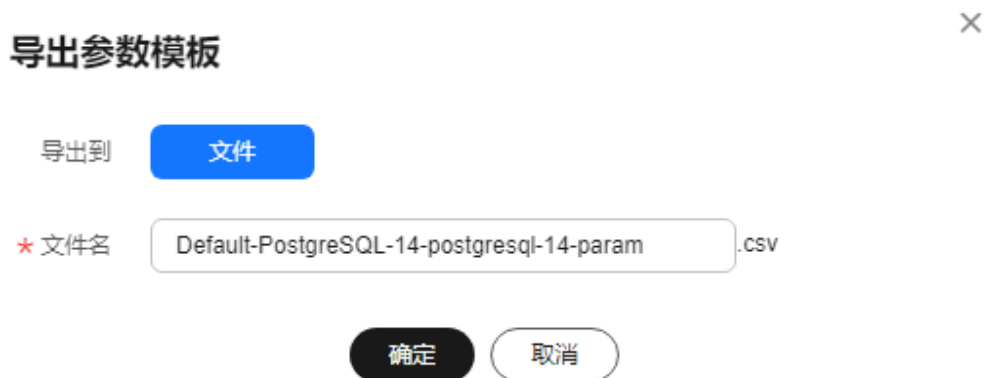 导出参数模板
导出到 文件
* 文件名 Default-PostgreSQL-14-postgresql-14-param .csv
确定 取消